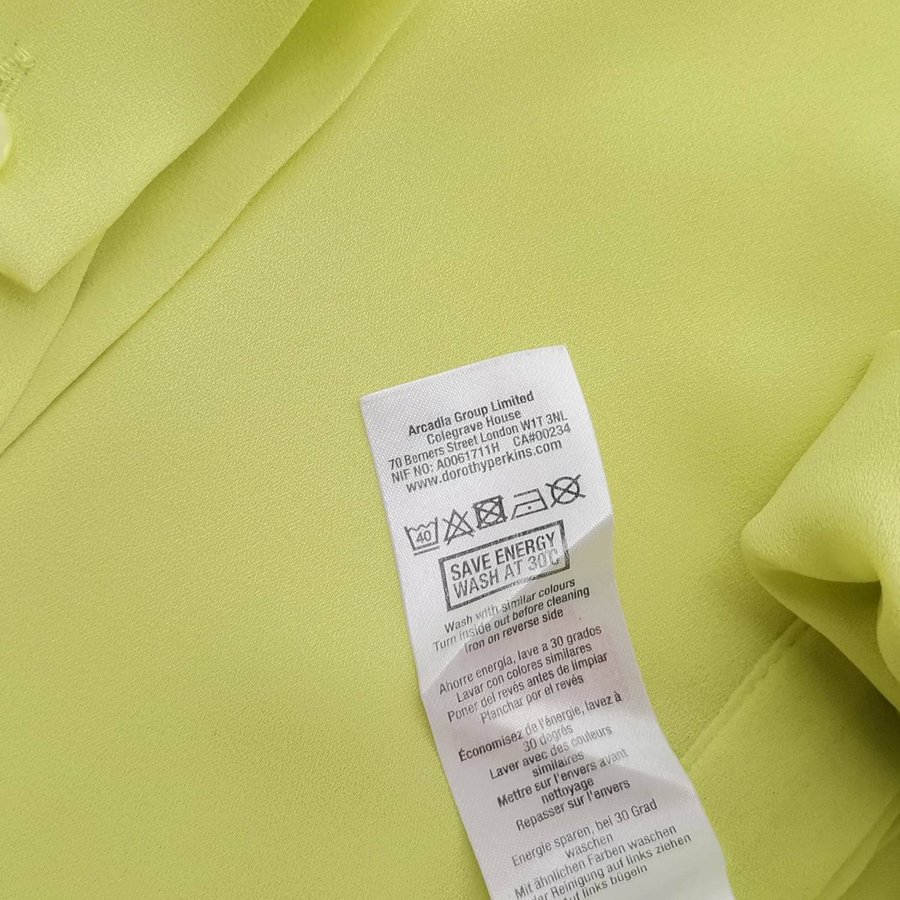 Arcadia Group Limited
Colegrave House
70 Berners Street London W1T 3NL
NIF NO: A0061711H CA#00234
www.dorothyperkins.com
40
SAVE ENERGY
WASH AT 30°C
Wash with similar colours
Turn inside out before cleaning
Iron on reverse side
Ahorre energía, lave a 30 grados
Lavar con colores similares
Poner del revés antes de limpiar
Planchar por el revés
Économisez de l'énergie, lavez à
30 degrés
Laver avec des couleurs
similaires
Mettre sur l'envers avant
nettoyage
Repasser sur l'envers
Energie sparen, bei 30 Grad
waschen
Mit ähnlichen Farben waschen
der Reinigung auf links ziehen
Auf links bügeln